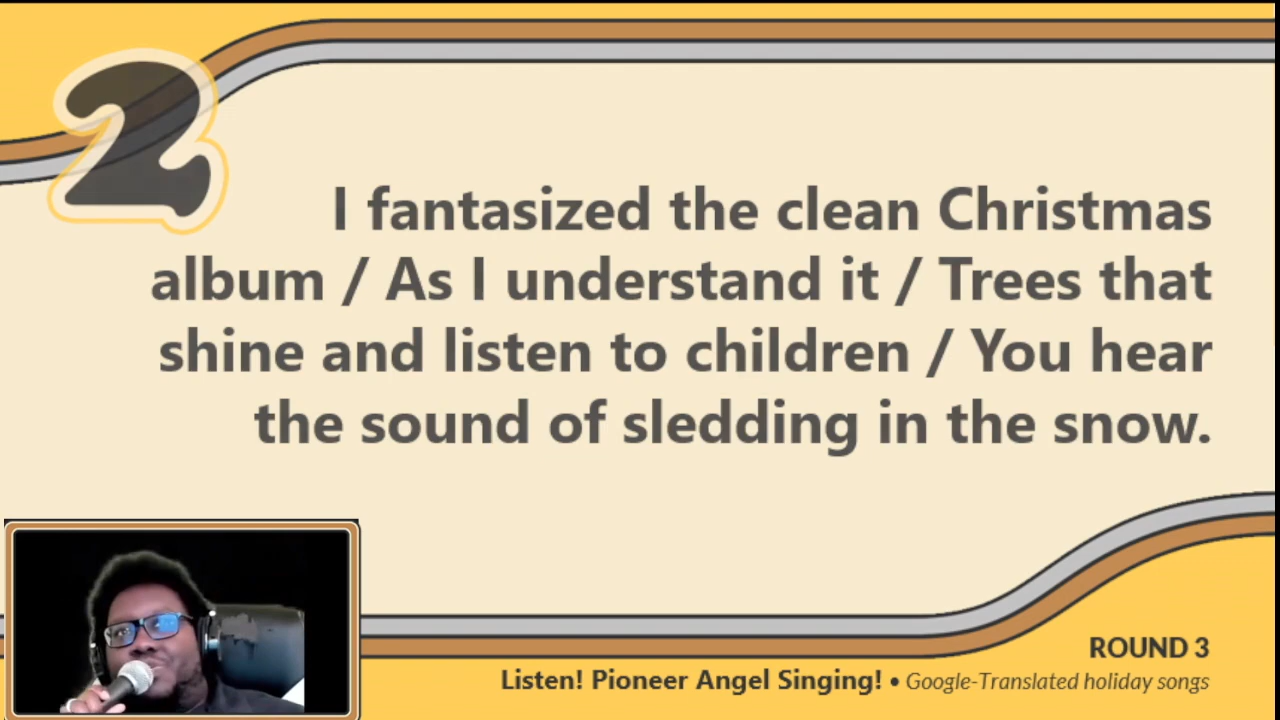 2
I fantasized the clean Christmas
album / As I understand it / Trees that
shine and listen to children / You hear
the sound of sledding in the snow.
ROUND 3
Listen! Pioneer Angel Singing! • Google-Translated holiday songs